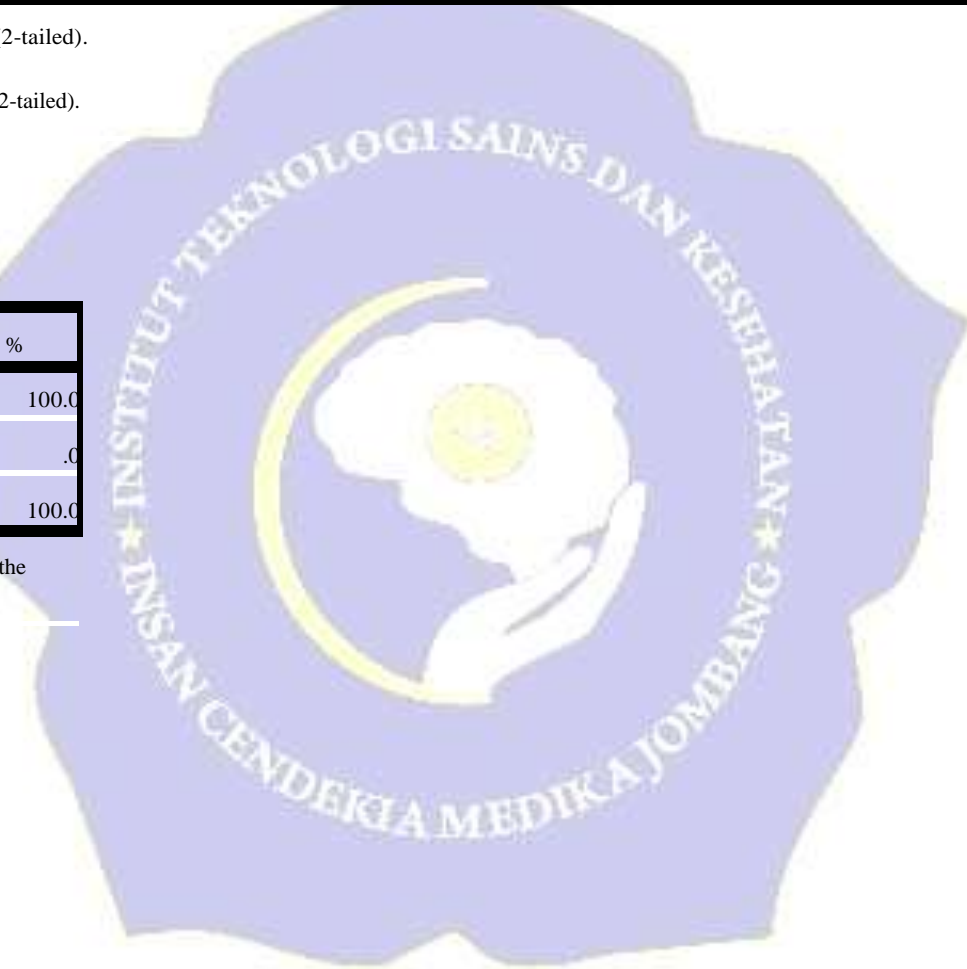 2-tailed).
2-tailed).
%
100.0
.0
100.0
the
INSTITUT TEKNOLOGI SAINS DAN KESEHATAN
INSAN CENDEKIA MEDIKA JOMBANG